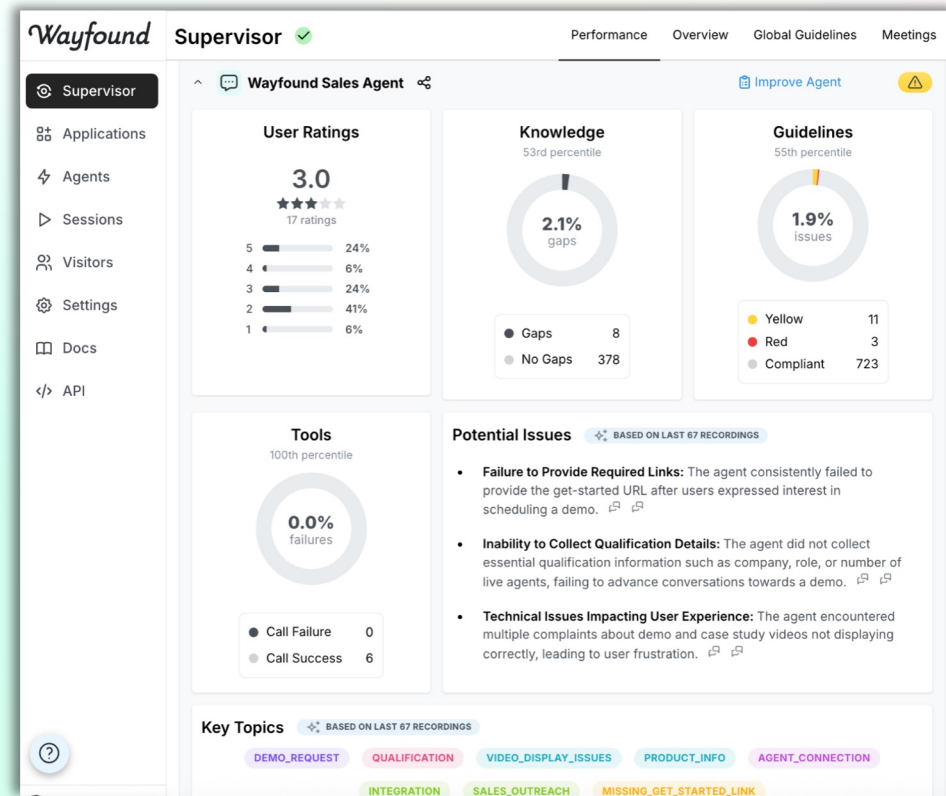 Wayfound
Supervisor
Performance
Overview
Global Guidelines
Meetings
Supervisor
Applications
Agents
Sessions
Visitors
Settings
Docs
API
Wayfound Sales Agent
Improve Agent
User Ratings
3.0
17 ratings
5 24%
4 6%
3 24%
2 41%
1 6%
Knowledge
53rd percentile
2.1%
gaps
Gaps 8
No Gaps 378
Guidelines
55th percentile
1.9%
issues
Yellow 11
Red 3
Compliant 723
Tools
100th percentile
0.0%
failures
Call Failure 0
Call Success 6
Potential Issues
BASED ON LAST 67 RECORDINGS
• Failure to Provide Required Links: The agent consistently failed to
provide the get-started URL after users expressed interest in
scheduling a demo.
• Inability to Collect Qualification Details: The agent did not collect
essential qualification information such as company, role, or number of
live agents, failing to advance conversations towards a demo.
• Technical Issues Impacting User Experience: The agent encountered
multiple complaints about demo and case study videos not displaying
correctly, leading to user frustration.
Key Topics
BASED ON LAST 67 RECORDINGS
DEMO_REQUEST
QUALIFICATION
VIDEO_DISPLAY_ISSUES
PRODUCT_INFO
AGENT_CONNECTION
INTEGRATION
SALES_OUTREACH
MISSING_GET_STARTED_LINK